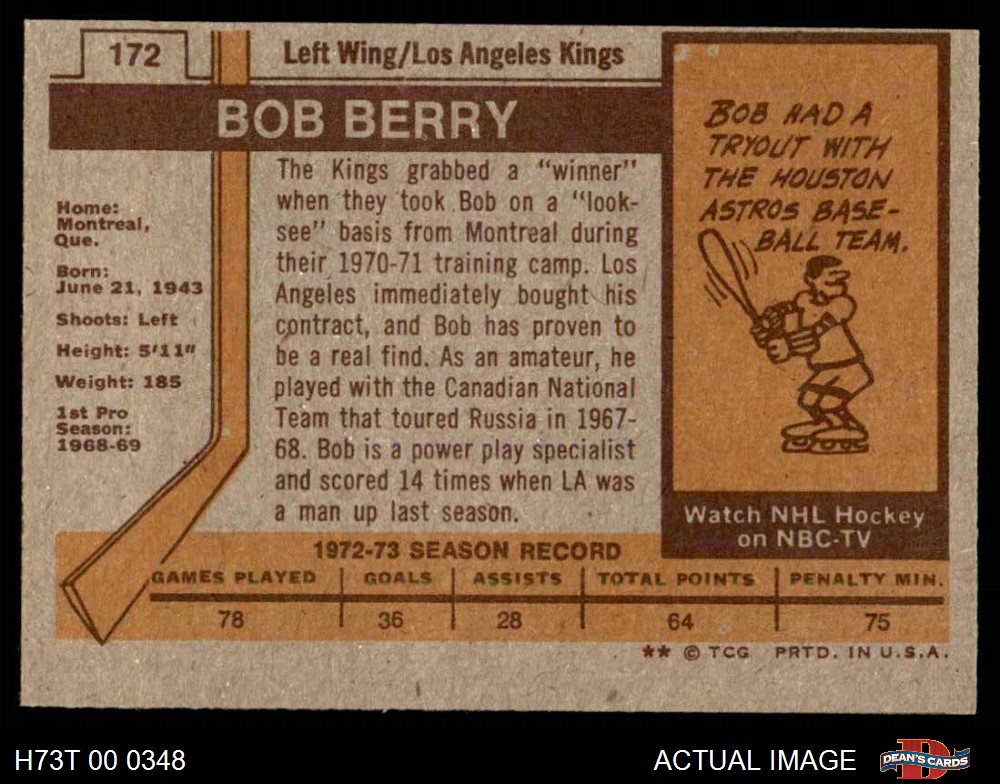 172
Left Wing/Los Angeles Kings
BOB BERRY
Home:
Montreal,
Que.
Born:
June 21, 1943
Shoots: Left
Height: 5'11"
Weight: 185
1st Pro
Season:
1968-69
The Kings grabbed a “winner”
when they took Bob on a “look-
see” basis from Montreal during
their 1970-71 training camp. Los
Angeles immediately bought his
contract, and Bob has proven to
be a real find. As an amateur, he
played with the Canadian National
Team that toured Russia in 1967-
68. Bob is a power play specialist
and scored 14 times when LA was
a man up last season.
BOB HAD A
TRYOUT WITH
THE HOUSTON
ASTROS BASE-
BALL TEAM.
Watch NHL Hockey
on NBC-TV
1972-73 SEASON RECORD
GAMES PLAYED GOALS ASSISTS TOTAL POINTS PENALTY MIN.
78 36 28 64 75
** © TCG PRTD. IN U.S.A.
H73T 00 0348
ACTUAL IMAGE
D
DEAN'S CARDS